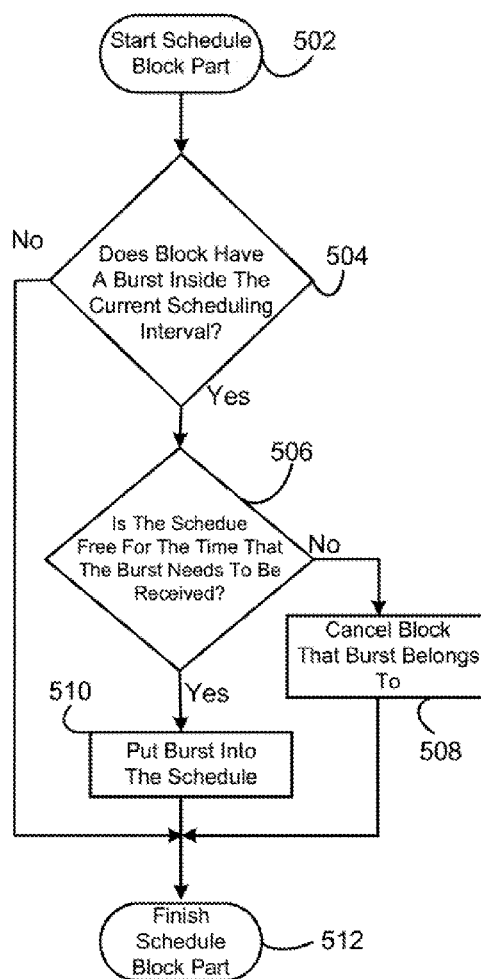 Start Schedule
Block Part
502
No
Does Block Have
A Burst Inside The
Current Scheduling
Interval?
504
Yes
506
Is The Schedue
Free For The Time That
The Burst Needs To Be
Received?
No
Cancel Block
That Burst Belongs
To
508
Yes
510
Put Burst Into
The Schedule
Finish
Schedule
Block Part
512